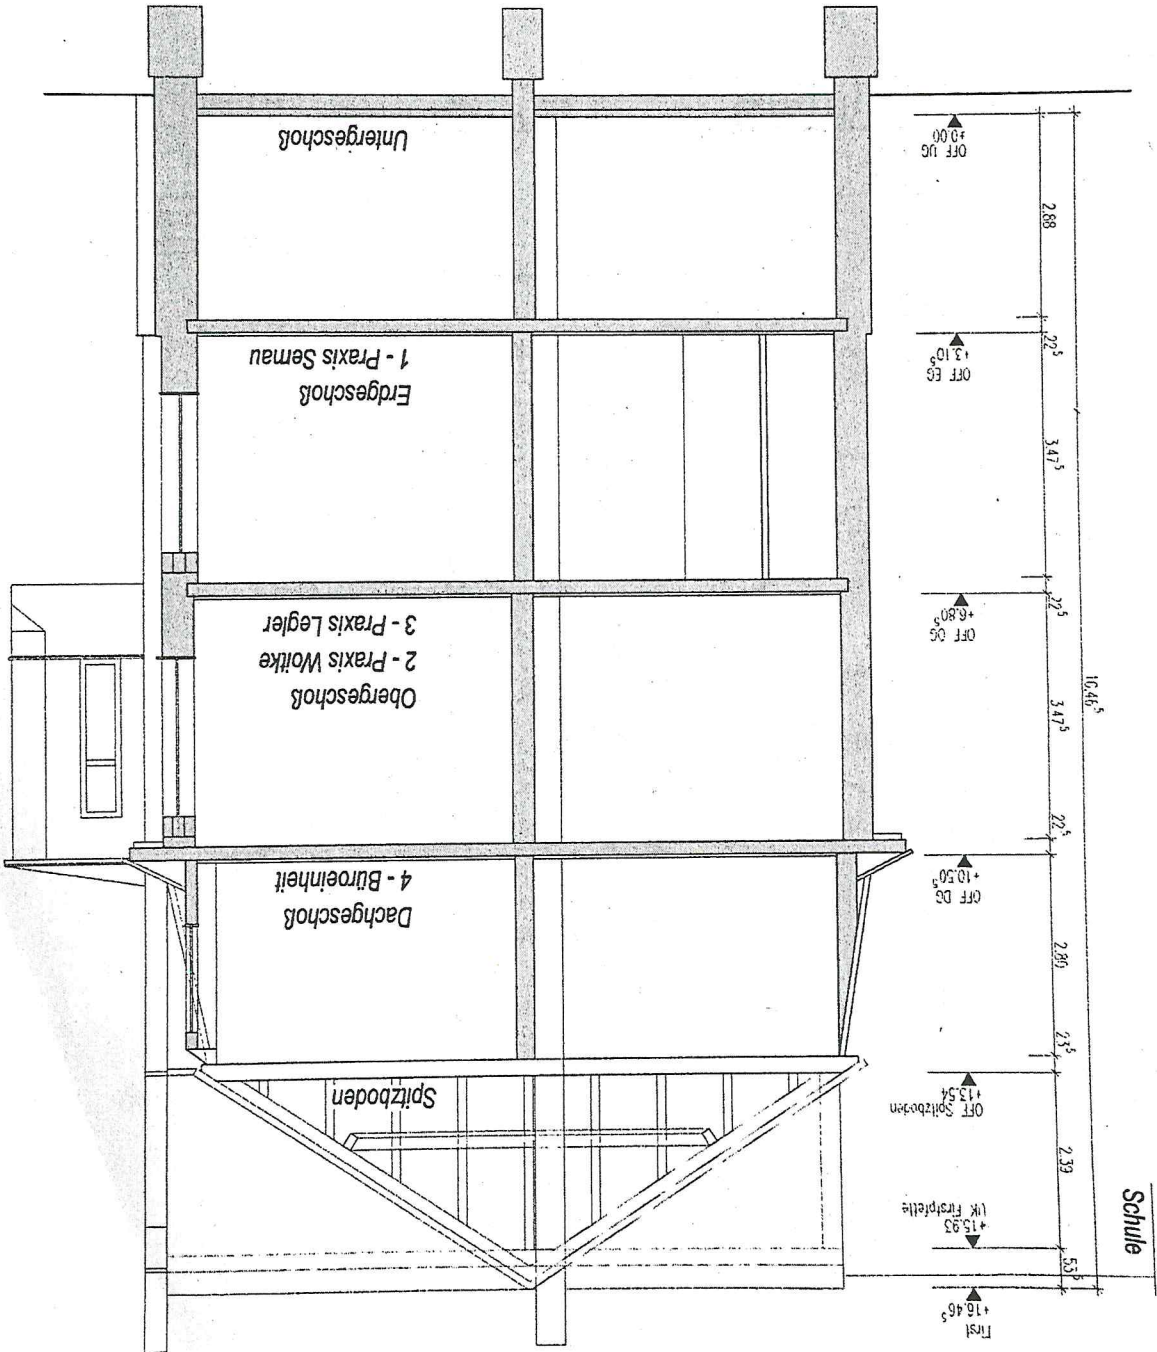 Schule
First
+16.46⁵
+15.93
UK Firstpfette
OFF Spitzboden
+13.54
OFF DG
+10.50⁵
OFF OG
+6.80⁵
OFF EG
+3.10⁵
OFF UG
±0.00
53⁵
2.39
23⁵
2.80
22⁵
3.47⁵
22⁵
3.47⁵
22⁵
2.88
16.46⁵
Spitzboden
Dachgeschoß
4 - Büroeinheit
Obergeschoß
2 - Praxis Woitke
3 - Praxis Legler
Erdgeschoß
1 - Praxis Sernau
Untergeschoß